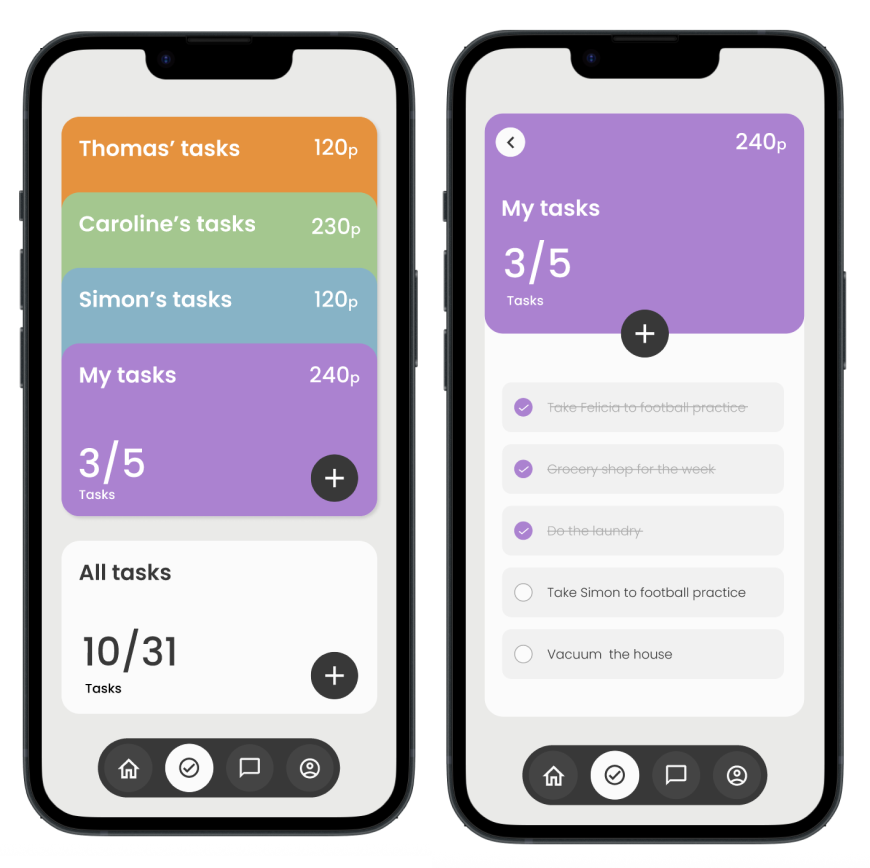 Thomas’ tasks 120p
Caroline’s tasks 230p
Simon’s tasks 120p
My tasks 240p
3/5
Tasks
All tasks
10/31
Tasks
240p
My tasks
3/5
Tasks
Take Felicia to football practice
Grocery shop for the week
Do the laundry
Take Simon to football practice
Vacuum  the house